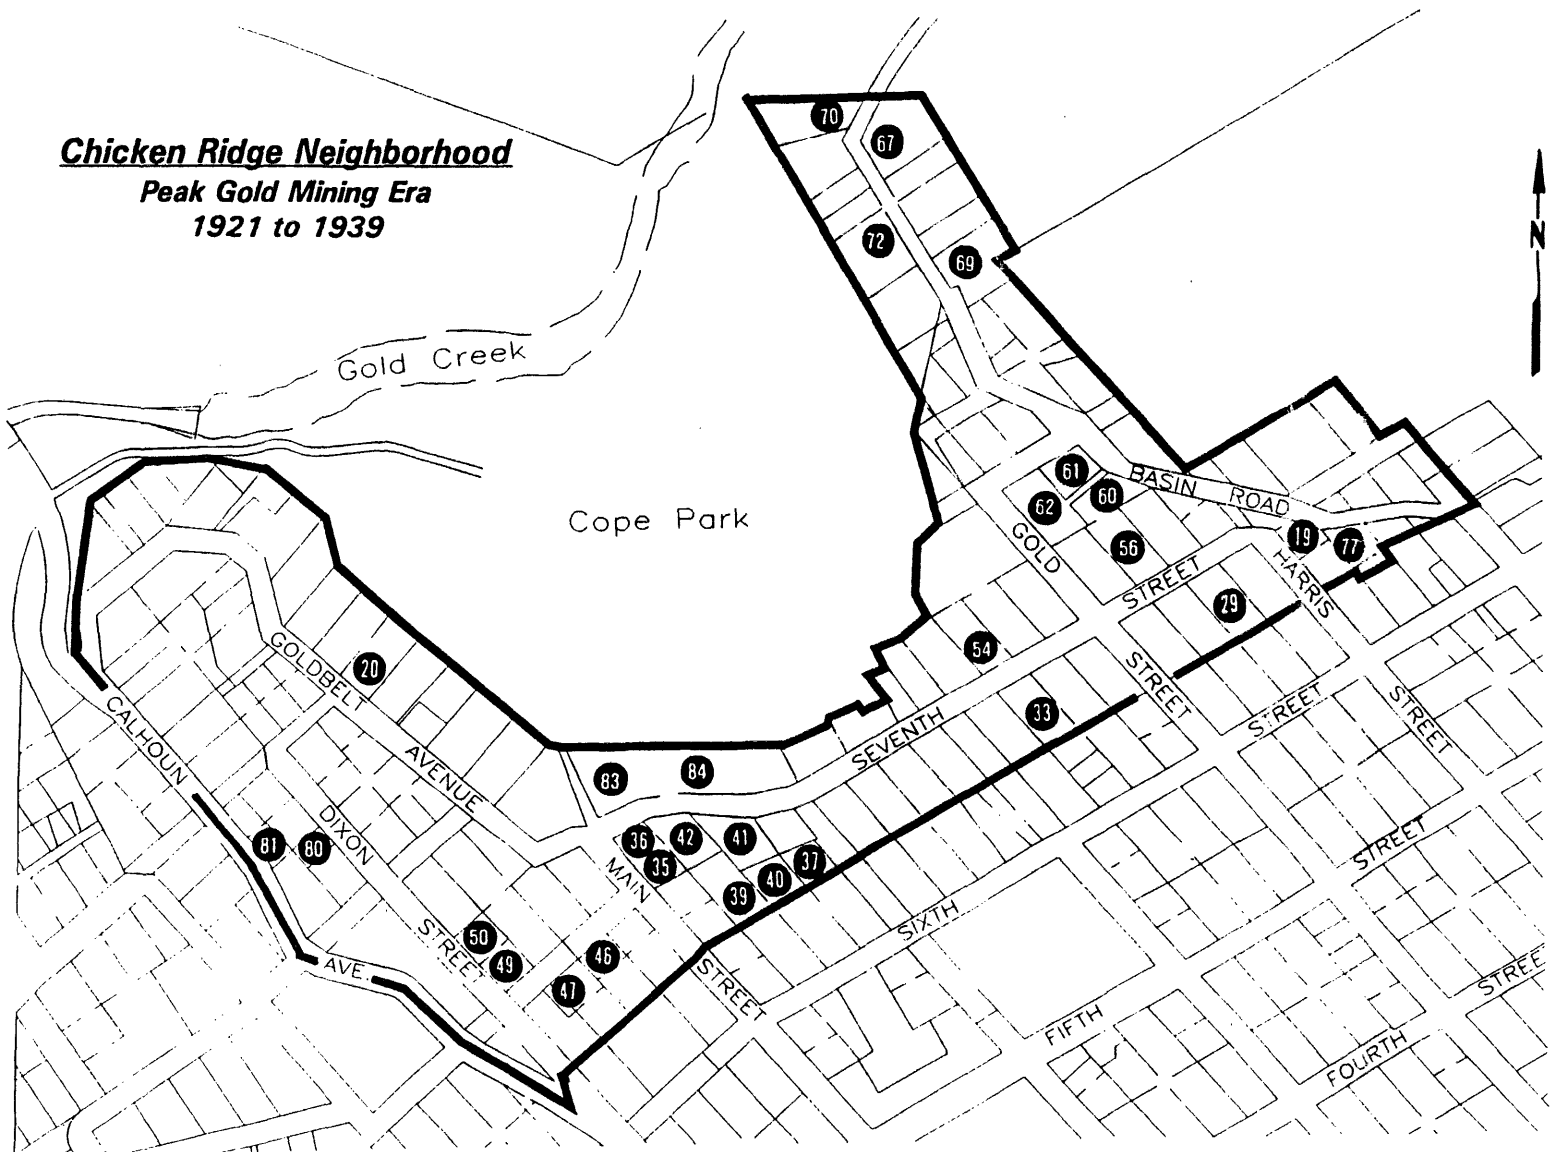 Chicken Ridge Neighborhood
Peak Gold Mining Era
1921 to 1939
N
70
67
72
69
Gold Creek
Cope Park
61
60
62
56
BASIN ROAD
GOLD
STREET
19
77
HARRIS
29
STREET
54
33
SEVENTH
STREET
STREET
STREET
20
GOLDBELT
AVENUE
CALHOUN
AVE.
83
84
36
42
41
35
37
40
39
MAIN
STREET
81
80
DIXON
STREET
50
49
46
47
SIXTH
STREET
FIFTH
FOURTH
STREE